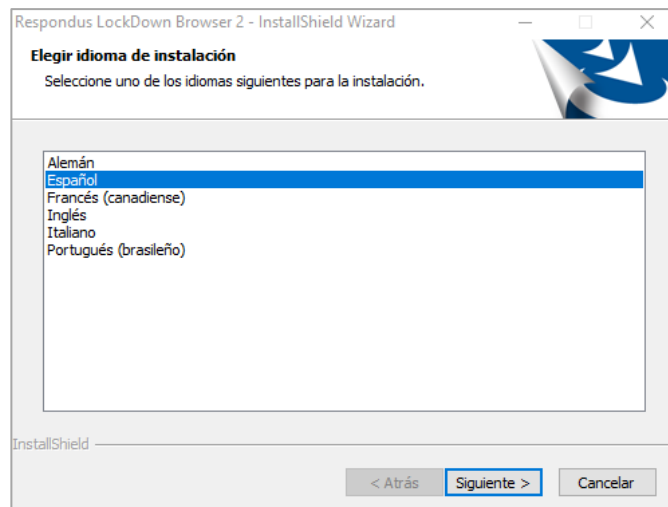 Respondus LockDown Browser 2 - InstallShield Wizard
Elegir idioma de instalación
Seleccione uno de los idiomas siguientes para la instalación.
Alemán
Español
Francés (canadiense)
Inglés
Italiano
Portugués (brasileño)
InstallShield
< Atrás
Siguiente >
Cancelar